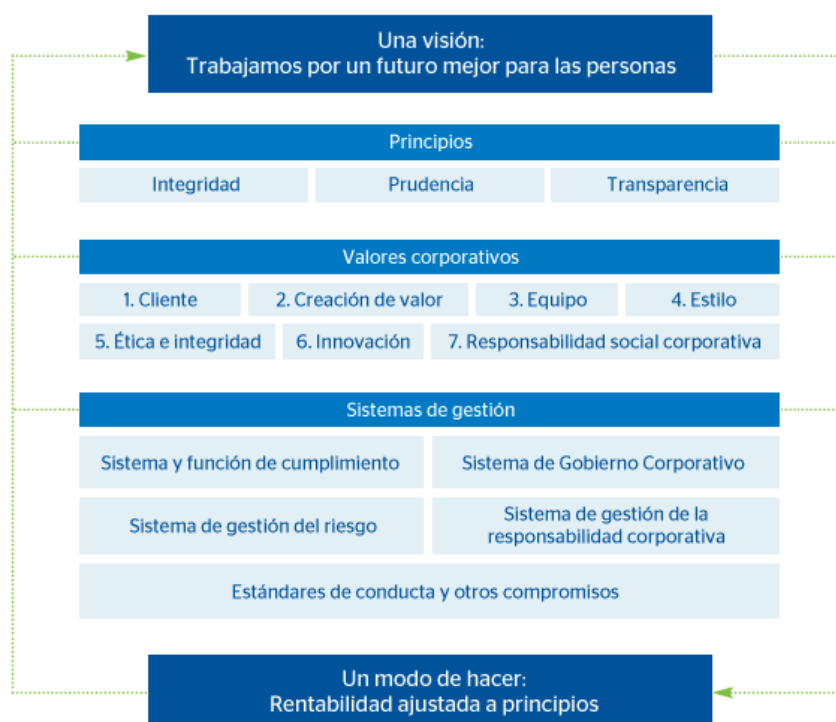 Una visión:
Trabajamos por un futuro mejor para las personas
Principios
Integridad
Prudencia
Transparencia
Valores corporativos
1. Cliente
2. Creación de valor
3. Equipo
4. Estilo
5. Ética e integridad
6. Innovación
7. Responsabilidad social corporativa
Sistemas de gestión
Sistema y función de cumplimiento
Sistema de Gobierno Corporativo
Sistema de gestión del riesgo
Sistema de gestión de la
responsabilidad corporativa
Estándares de conducta y otros compromisos
Un modo de hacer:
Rentabilidad ajustada a principios